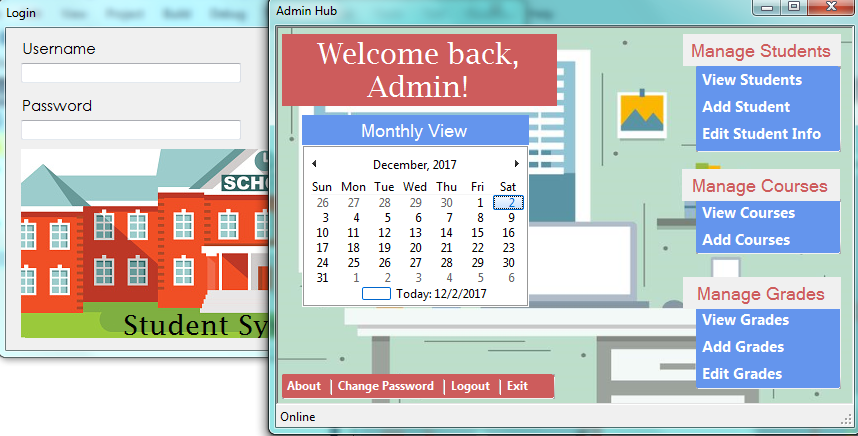 Login
Username
Password
SCHO
Student Sy
Admin Hub
Welcome back,
Admin!
Monthly View
December, 2017
Sun Mon Tue Wed Thu Fri Sat
26 27 28 29 30 1 2
3 4 5 6 7 8 9
10 11 12 13 14 15 16
17 18 19 20 21 22 23
24 25 26 27 28 29 30
31 1 2 3 4 5 6
Today: 12/2/2017
Manage Students
View Students
Add Student
Edit Student Info
Manage Courses
View Courses
Add Courses
Manage Grades
View Grades
Add Grades
Edit Grades
About | Change Password | Logout | Exit
Online